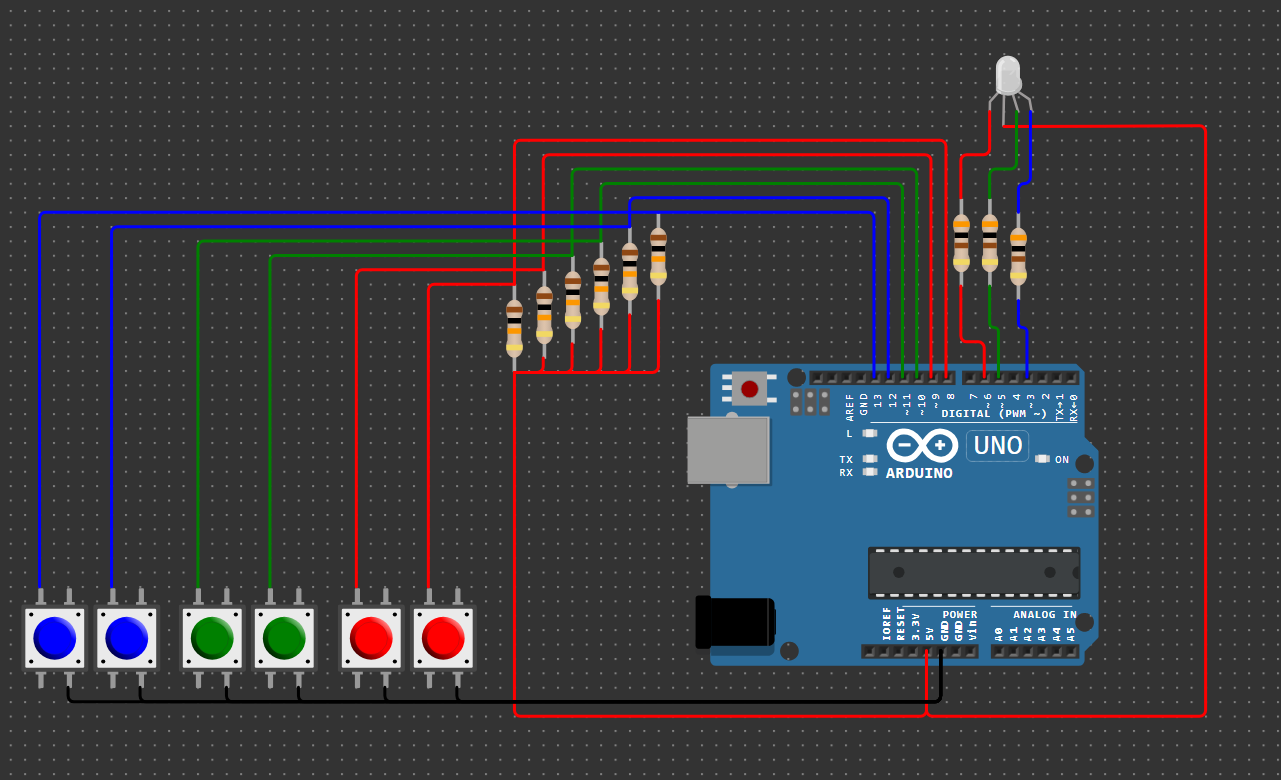 AREF
GND
13
12
~11
~10
~9
8
7
~6
~5
4
~3
2
TX→1
RX←0
DIGITAL (PWM ~)
L
TX
RX
UNO
ON
ARDUINO
IOREF
RESET
3.3V
5V
GND
GND
Vin
POWER
ANALOG IN
A0
A1
A2
A3
A4
A5